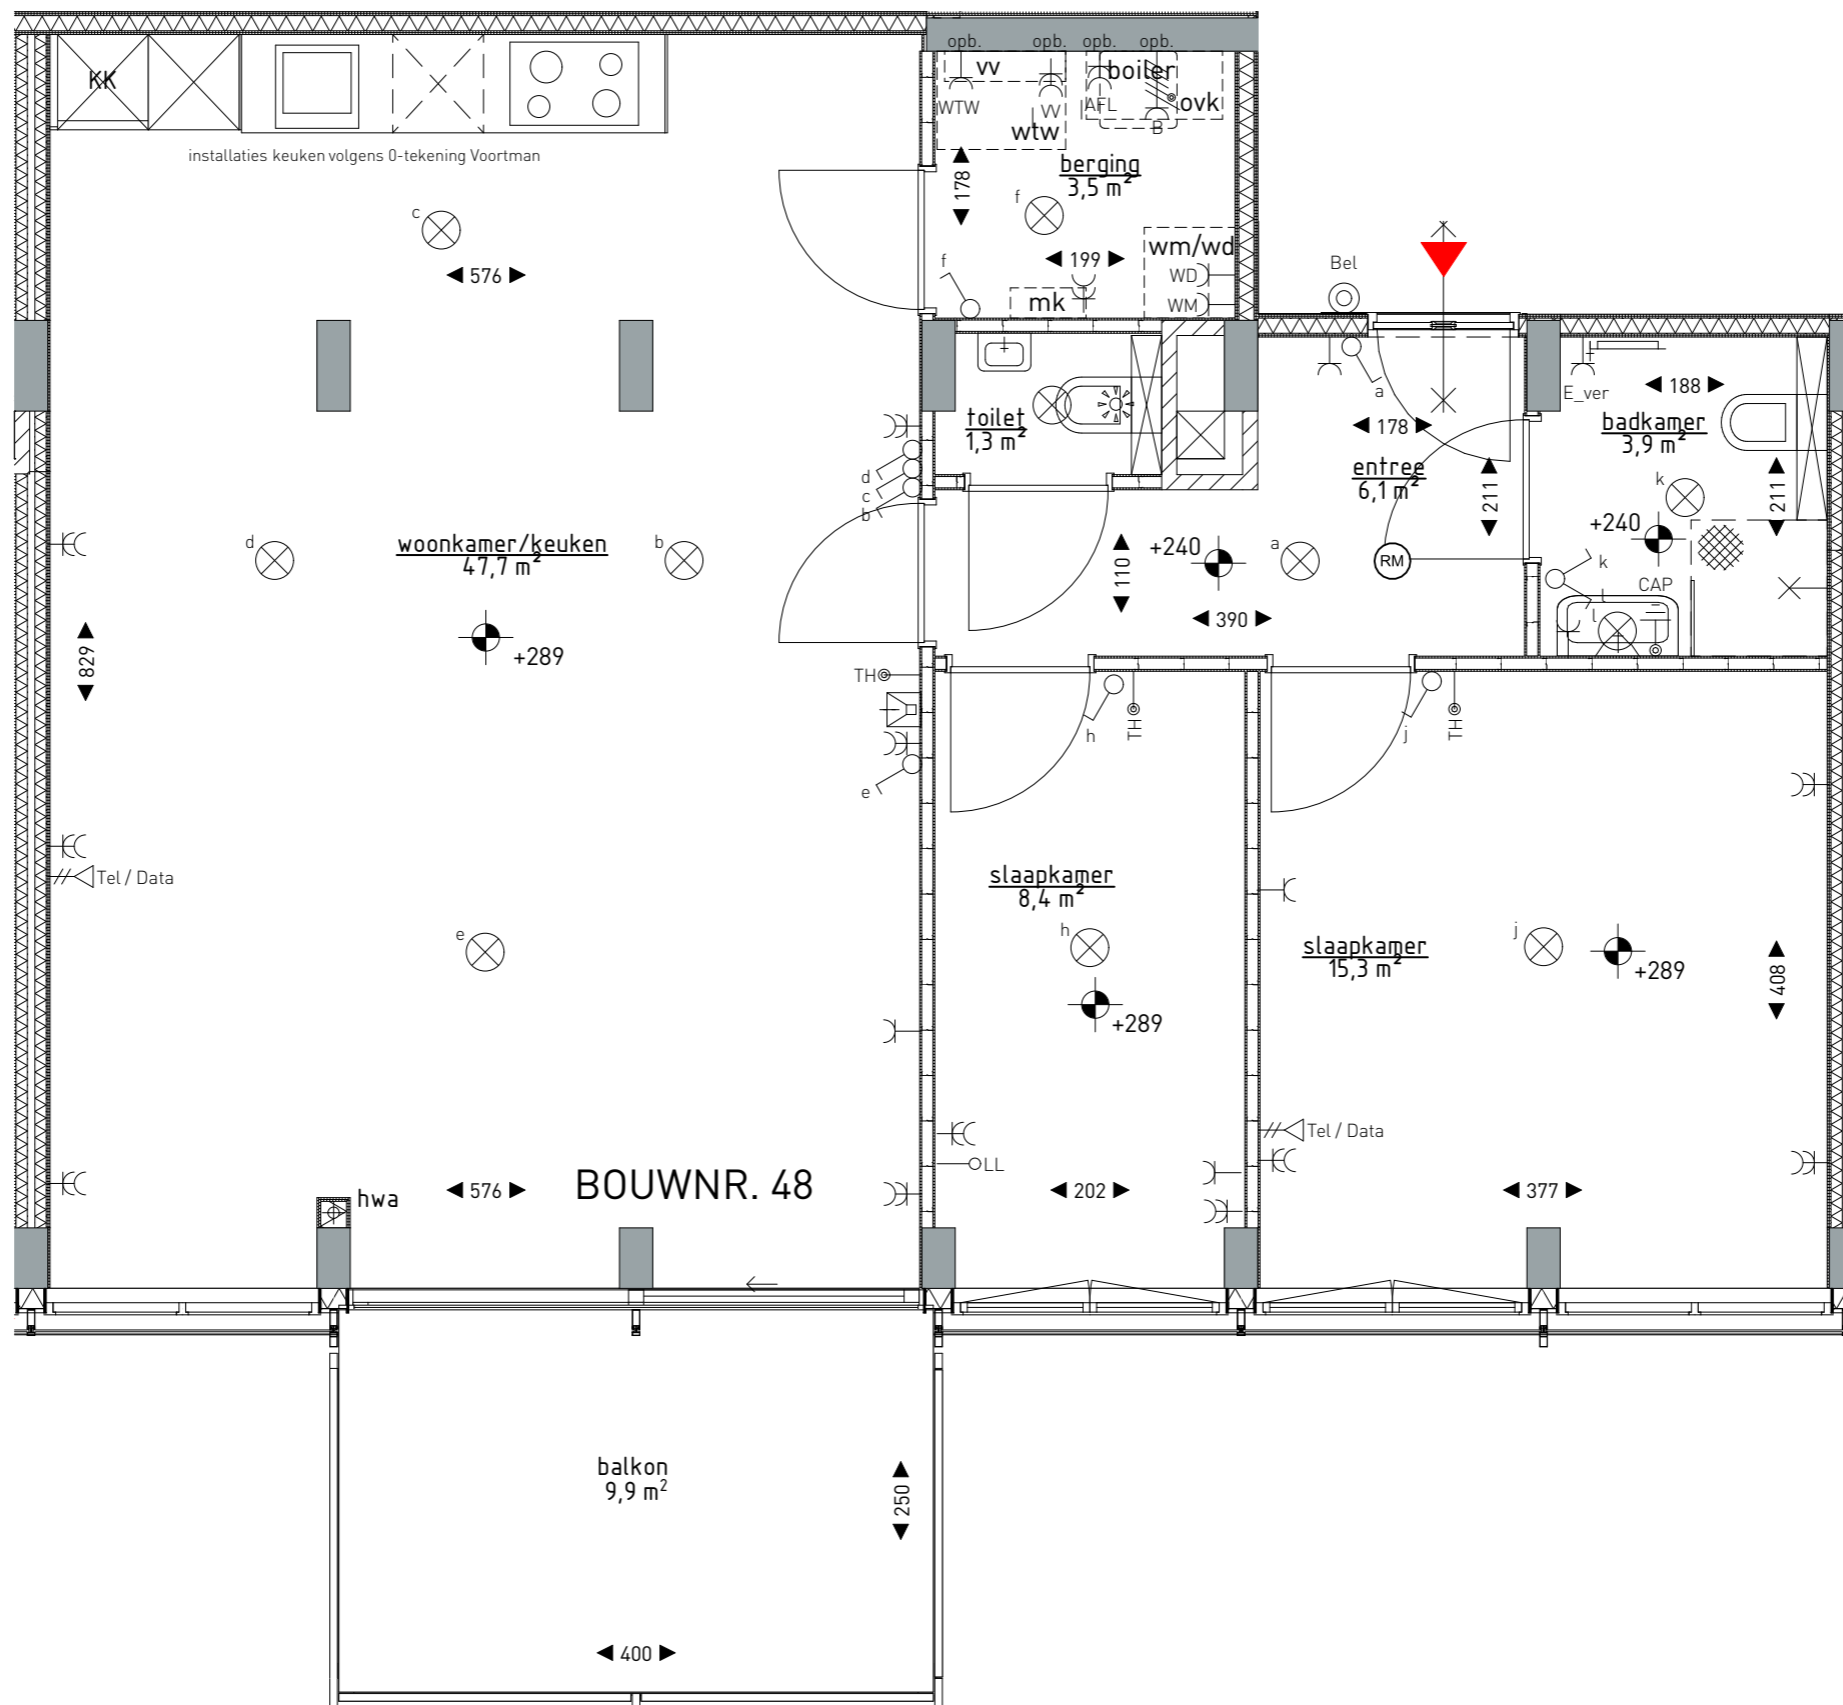 opb. opb. opb. opb.
KK
vv
boiler
ovk
WTW
VV
AFL
B
wtw
installaties keuken volgens 0-tekening Voortman
berging
3,5 m²
178
f
c
576
f
199
wm/wd
WD
WM
mk
Bel
a
E_ver
188
toilet
1,3 m²
178
badkamer
3,9 m²
d
c
b
entree
6,1 m²
211
k
211
+240
d
woonkamer/keuken
47,7 m²
b
110
+240
a
RM
k
CAP
l
390
829
+289
TH
h
TH
j
TH
e
Tel / Data
slaapkamer
8,4 m²
e
h
slaapkamer
15,3 m²
j
+289
408
+289
Tel / Data
LL
576
BOUWNR. 48
hwa
202
377
balkon
9,9 m²
250
400